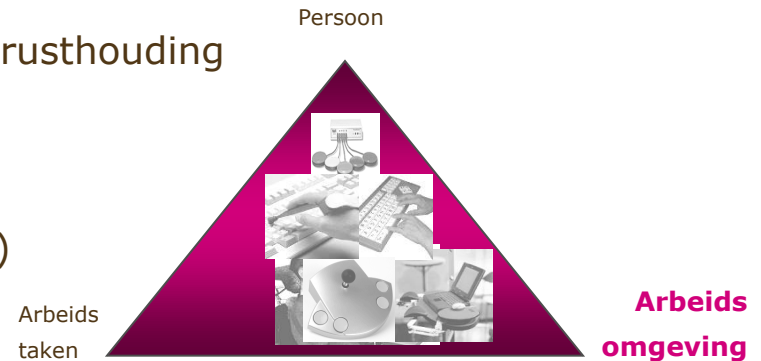 Persoon
rusthouding
)
Arbeids
taken
Arbeids
omgeving